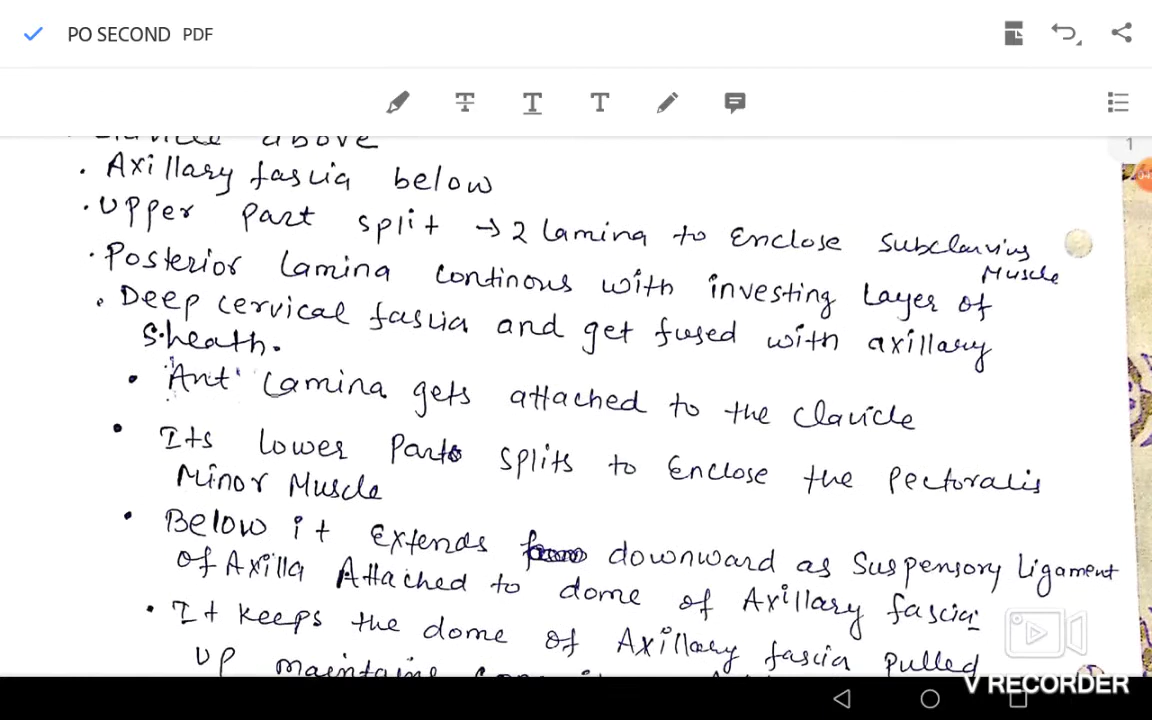 PO SECOND PDF
above
1
. Axillary fascia below
. Upper part split → 2 lamina to Enclose Subclavius Muscle
. Posterior lamina continous with investing layer of
. Deep cervical fascia and get fused with axillary
sheath.
• Ant' lamina gets attached to the clavicle
• Its lower Part splits to Enclose the Pectoralis
Minor Muscle
• Below it Extends downward as Suspensory Ligament
of Axilla Attached to dome of Axillary fascia
• It keeps the dome of Axillary fascia pulled
UP
V RECORDER